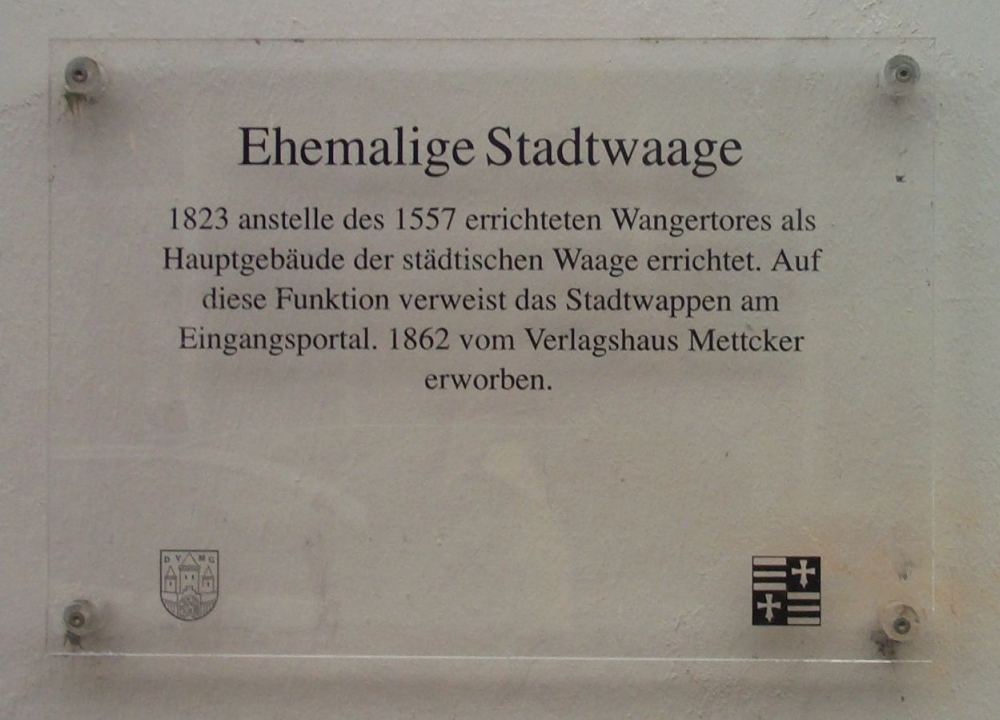 Ehemalige Stadtwaage
1823 anstelle des 1557 errichteten Wangertores als
Hauptgebäude der städtischen Waage errichtet. Auf
diese Funktion verweist das Stadtwappen am
Eingangsportal. 1862 vom Verlagshaus Mettcker
erworben.
D V M G